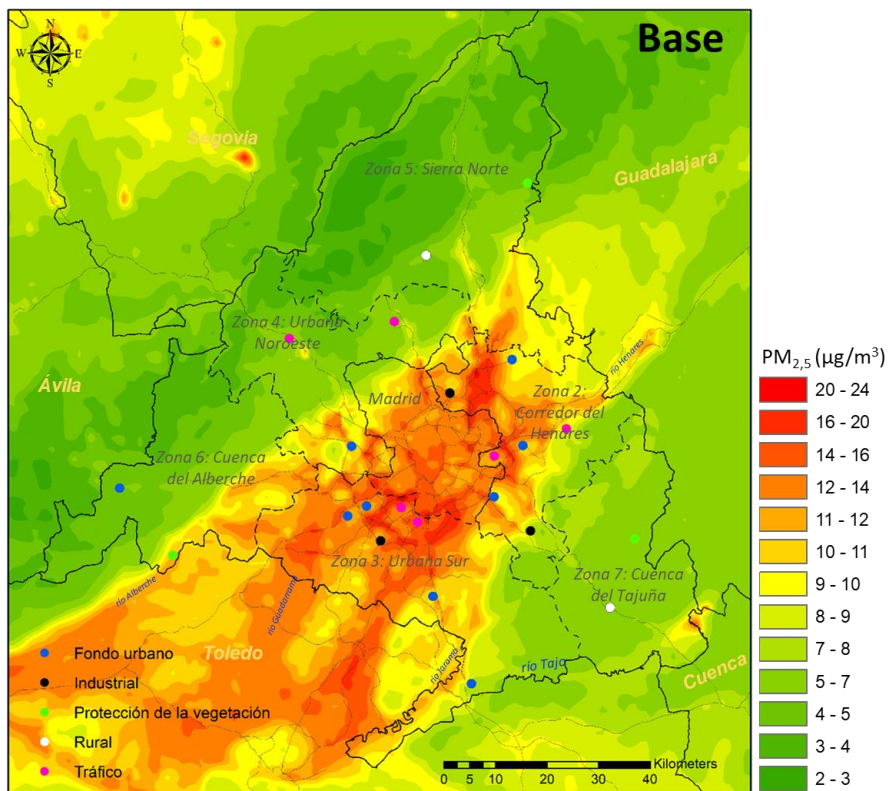 Base
N
W E
S
Segovia
Zona 5: Sierra Norte
Guadalajara
Zona 4: Urbana
Noroeste
río Henares
PM2,5 (µg/m³)
Ávila
Madrid
Zona 2:
Corredor del
Henares
20 - 24
16 - 20
14 - 16
12 - 14
11 - 12
10 - 11
9 - 10
8 - 9
7 - 8
5 - 7
4 - 5
3 - 4
2 - 3
Zona 6: Cuenca
del Alberche
Zona 3: Urbana Sur
Zona 7: Cuenca
del Tajuña
río Alberche
río Guadarrama
Toledo
río Jarama
río Tajo
Cuenca
Fondo urbano
Industrial
Protección de la vegetación
Rural
Tráfico
Kilometers
0 5 10 20 30 40